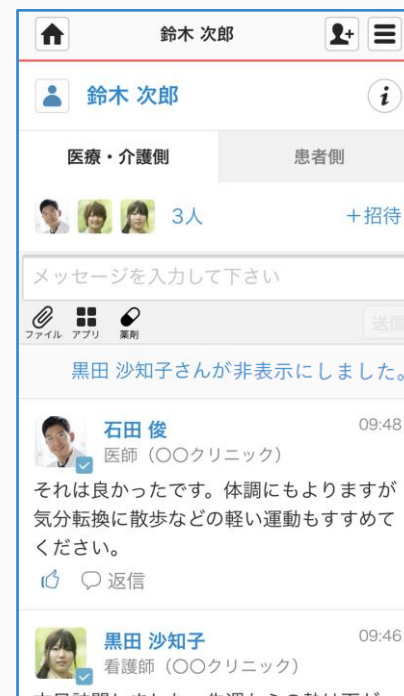 鈴木 次郎
鈴木 次郎
医療・介護側
患者側
3人
+招待
メッセージを入力して下さい
ファイル
アプリ
薬剤
送信
黒田 沙知子さんが非表示にしました。
石田 俊
09:48
医師（〇〇クリニック）
それは良かったです。体調にもよりますが
気分転換に散歩などの軽い運動もすすめて
ください。
返信
黒田 沙知子
09:46
看護師（〇〇クリニック）